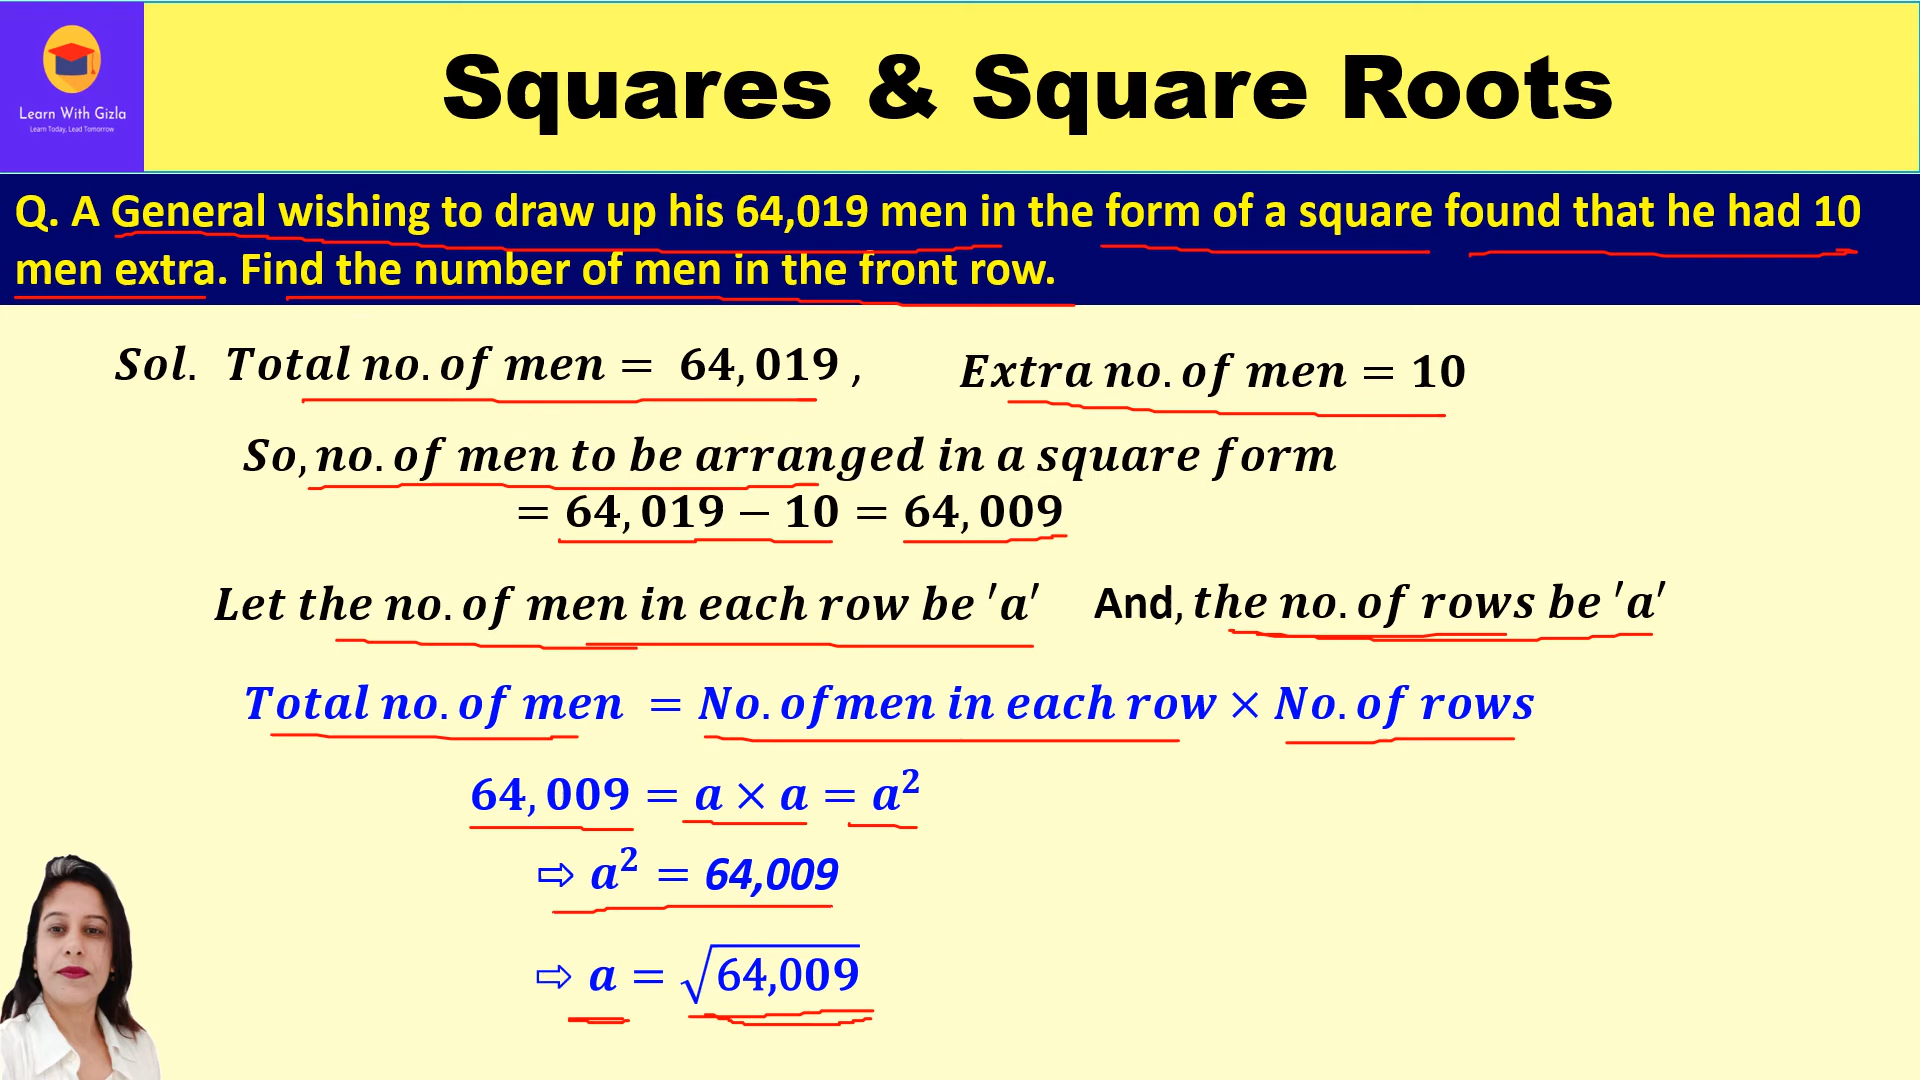 Learn With Gizla
Learn Today, Lead Tomorrow
Squares & Square Roots
Q. A General wishing to draw up his 64,019 men in the form of a square found that he had 10
men extra. Find the number of men in the front row.
Sol. Total no. of men = 64,019 , Extra no. of men = 10
So, no. of men to be arranged in a square form
= 64,019 − 10 = 64,009
Let the no. of men in each row be 'a' And, the no. of rows be 'a'
Total no. of men = No. ofmen in each row × No. of rows
64,009 = a × a = a²
⇨ a² = 64,009
⇨ a = √64,009